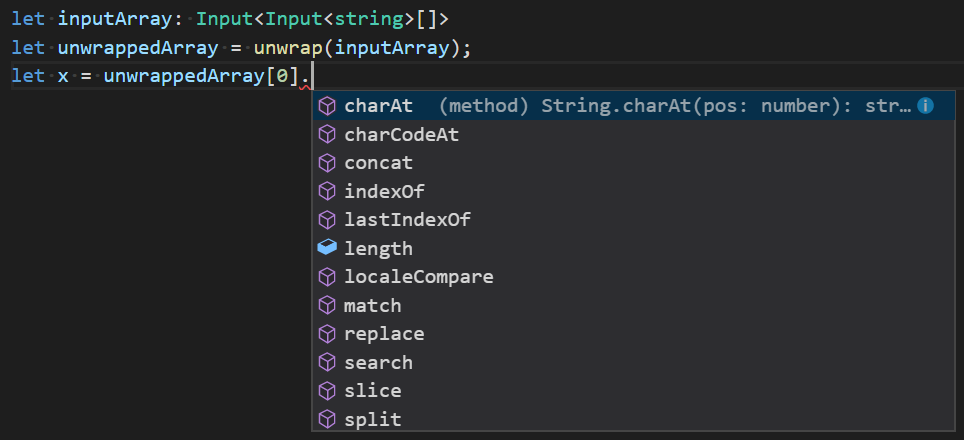 let inputArray: Input<Input<string>[]>
let unwrappedArray = unwrap(inputArray);
let x = unwrappedArray[0].
charAt (method) String.charAt(pos: number): str…
charCodeAt
concat
indexOf
lastIndexOf
length
localeCompare
match
replace
search
slice
split